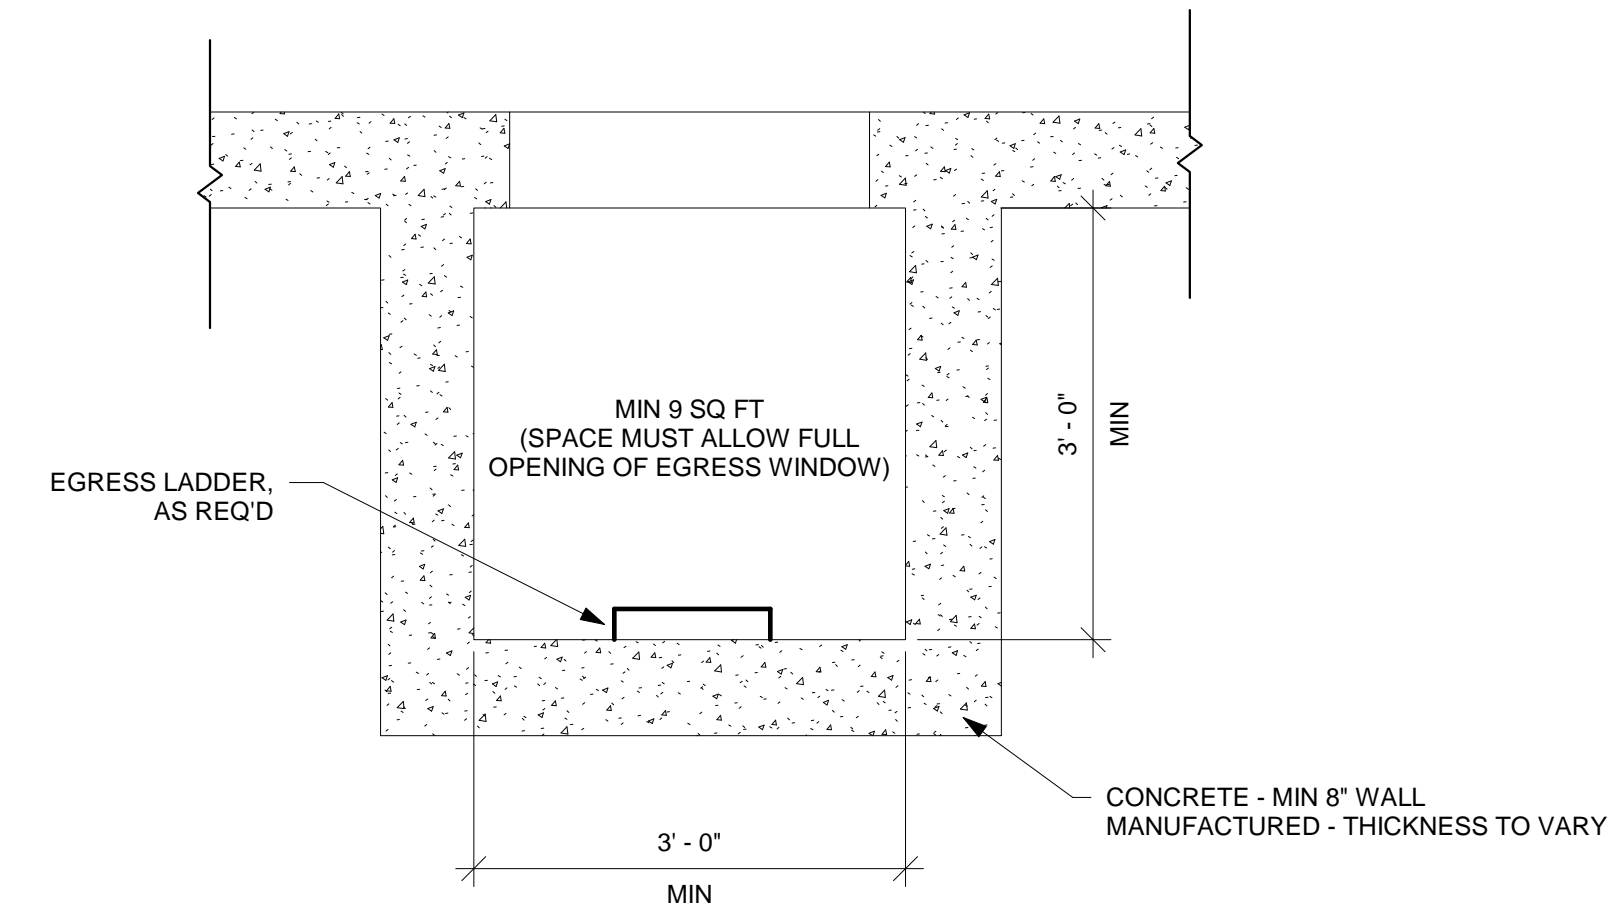 MIN 9 SQ FT
(SPACE MUST ALLOW FULL
OPENING OF EGRESS WINDOW)
3' - 0"
MIN
EGRESS LADDER,
AS REQ'D
CONCRETE - MIN 8" WALL
MANUFACTURED - THICKNESS TO VARY
3' - 0"
MIN